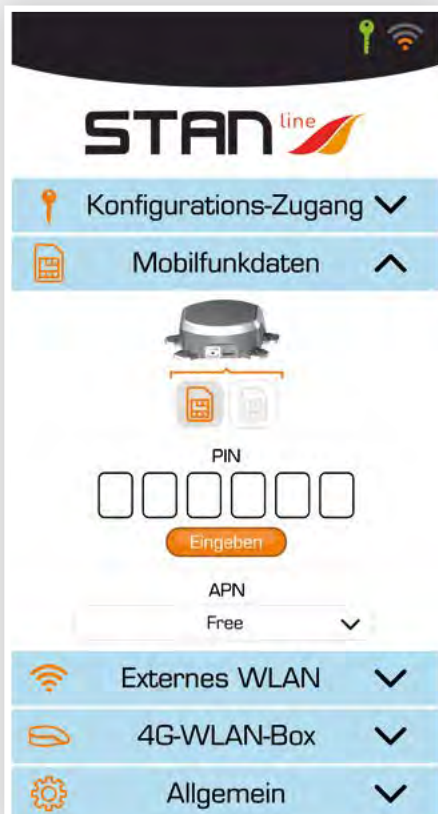 STAN line
Konfigurations-Zugang
Mobilfunkdaten
PIN
Eingeben
APN
Free
Externes WLAN
4G-WLAN-Box
Allgemein